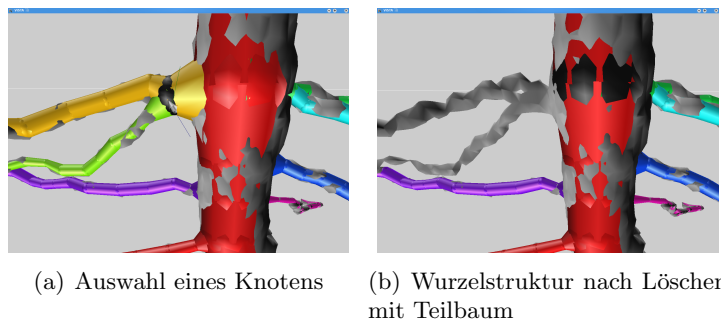 (a) Auswahl eines Knotens
(b) Wurzelstruktur nach Löschen
mit Teilbaum